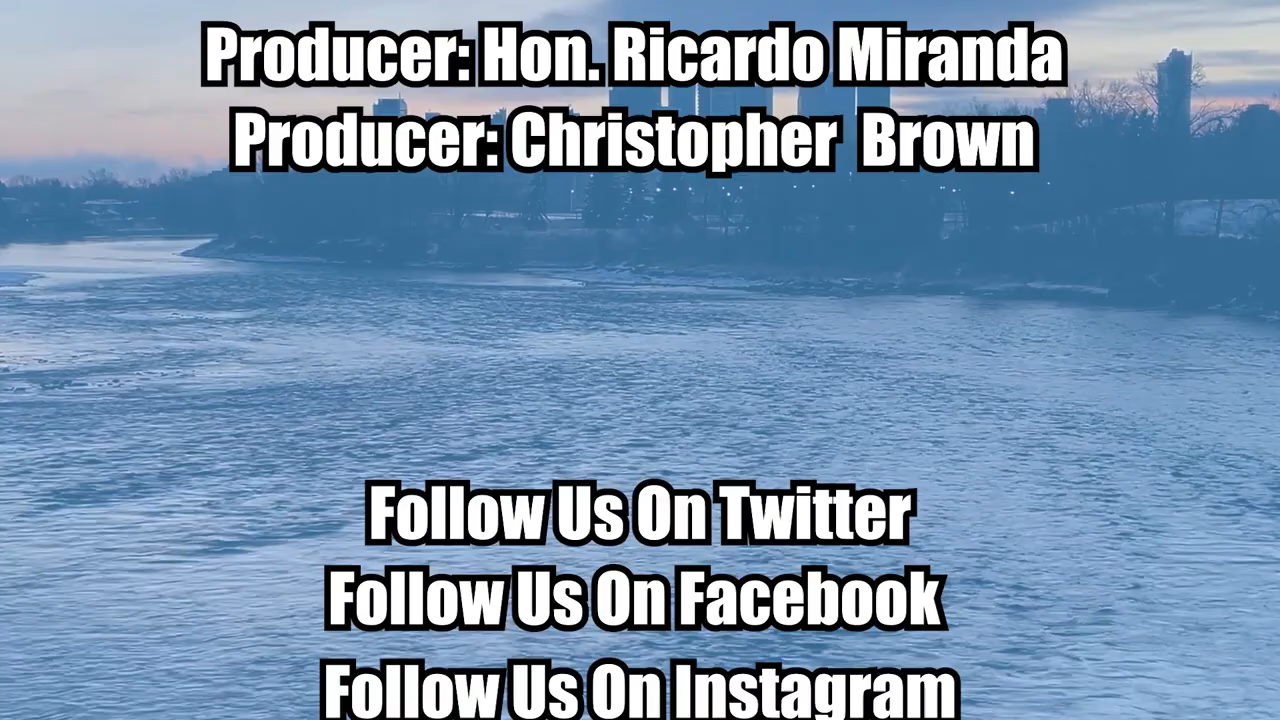 Producer: Hon. Ricardo Miranda
Producer: Christopher Brown
Follow Us On Twitter
Follow Us On Facebook
Follow Us On Instagram